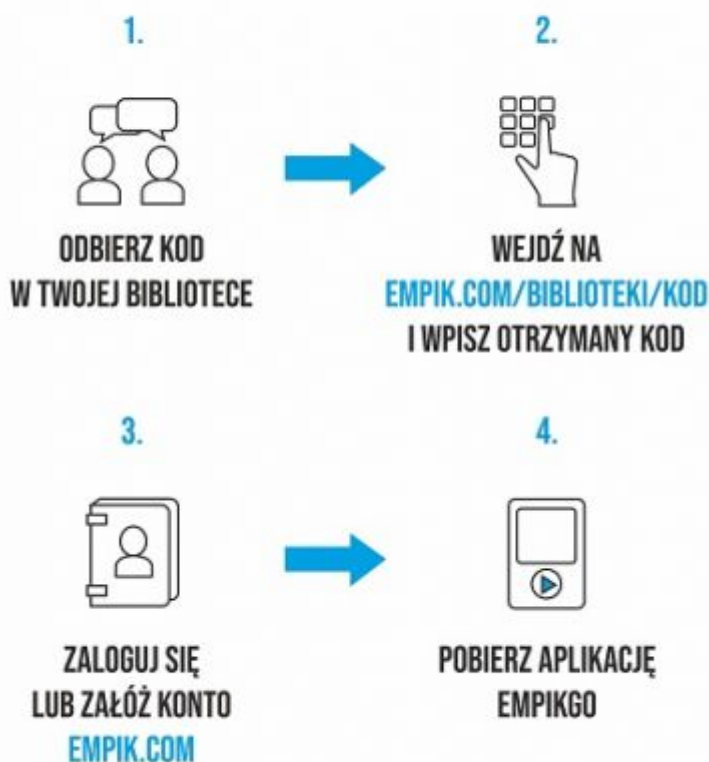 1.
ODBIERZ KOD
W TWOJEJ BIBLIOTECE
2.
WEJDŹ NA
EMPIK.COM/BIBLIOTEKI/KOD
I WPISZ OTRZYMANY KOD
3.
ZALOGUJ SIĘ
LUB ZAŁÓŻ KONTO
EMPIK.COM
4.
POBIERZ APLIKACJĘ
EMPIKGO